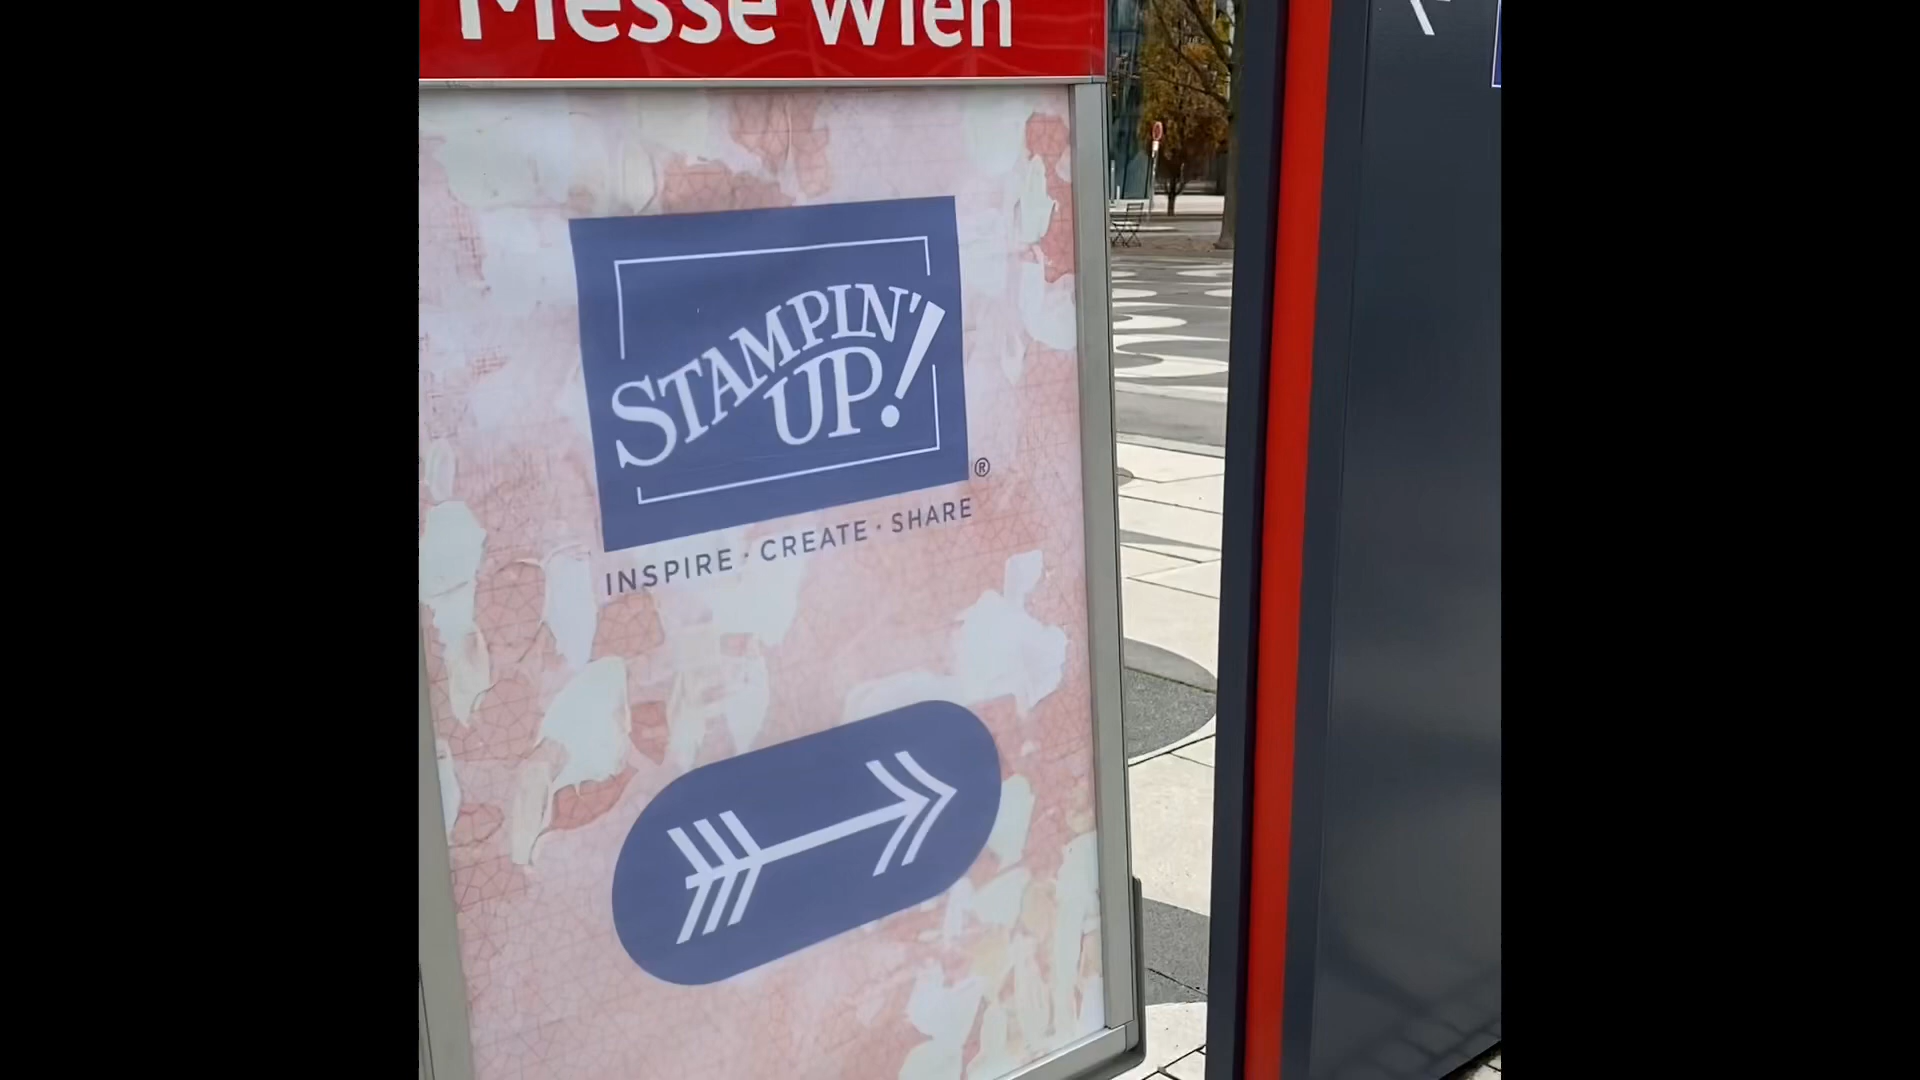 Messe Wien
STAMPIN'
UP!
®
INSPIRE · CREATE · SHARE